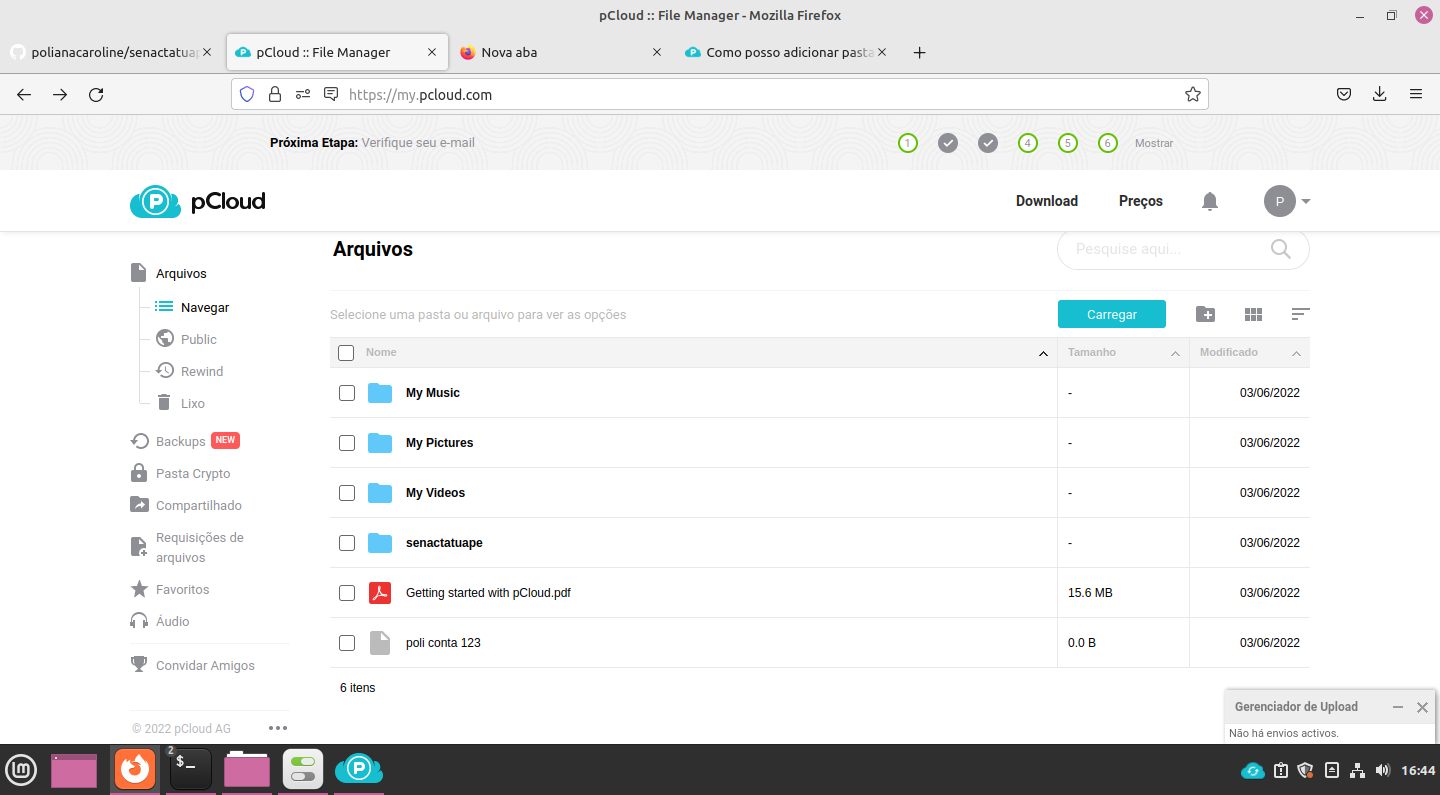 pCloud :: File Manager - Mozilla Firefox
polianacaroline/senactatuap
pCloud :: File Manager
Nova aba
Como posso adicionar pasta
https://my.pcloud.com
Próxima Etapa: Verifique seu e-mail
1
4
5
6
Mostrar
P
pCloud
Download
Preços
P
Arquivos
Pesquise aqui...
Arquivos
Navegar
Public
Rewind
Lixo
Backups NEW
Pasta Crypto
Compartilhado
Requisições de
arquivos
Favoritos
Áudio
Convidar Amigos
© 2022 pCloud AG
Selecione uma pasta ou arquivo para ver as opções
Carregar
Nome Tamanho Modificado
My Music - 03/06/2022
My Pictures - 03/06/2022
My Videos - 03/06/2022
senactatuape - 03/06/2022
Getting started with pCloud.pdf 15.6 MB 03/06/2022
poli conta 123 0.0 B 03/06/2022
6 itens
Gerenciador de Upload
Não há envios activos.
2
$_
P
16:44